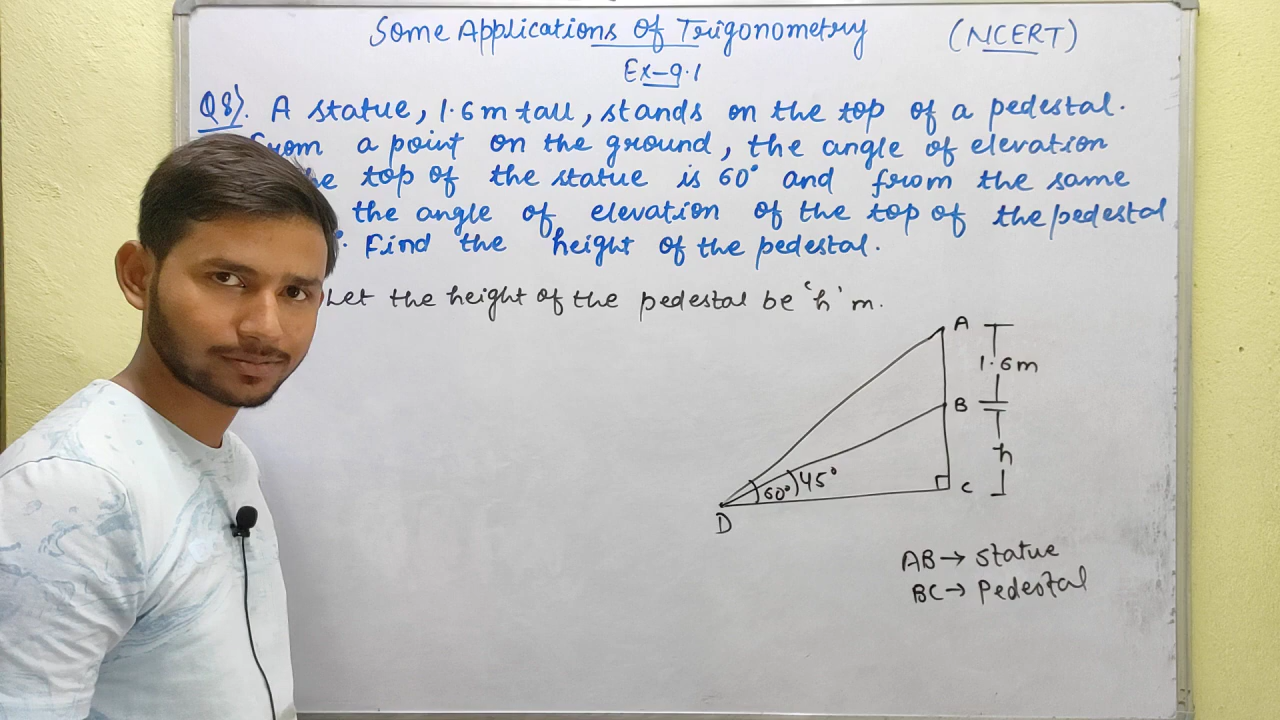 Some Applications Of Trigonometry (NCERT)
Ex-9.1
Q8). A statue, 1.6m tall, stands on the top of a pedestal.
From a point on the ground, the angle of elevation
top of the statue is 60° and from the same
the angle of elevation of the top of the pedestal
Find the height of the pedestal.
Let the height of the pedestal be 'h' m.
A
1.6m
B
h
60° 45°
C
D
AB→ Statue
BC→ Pedestal